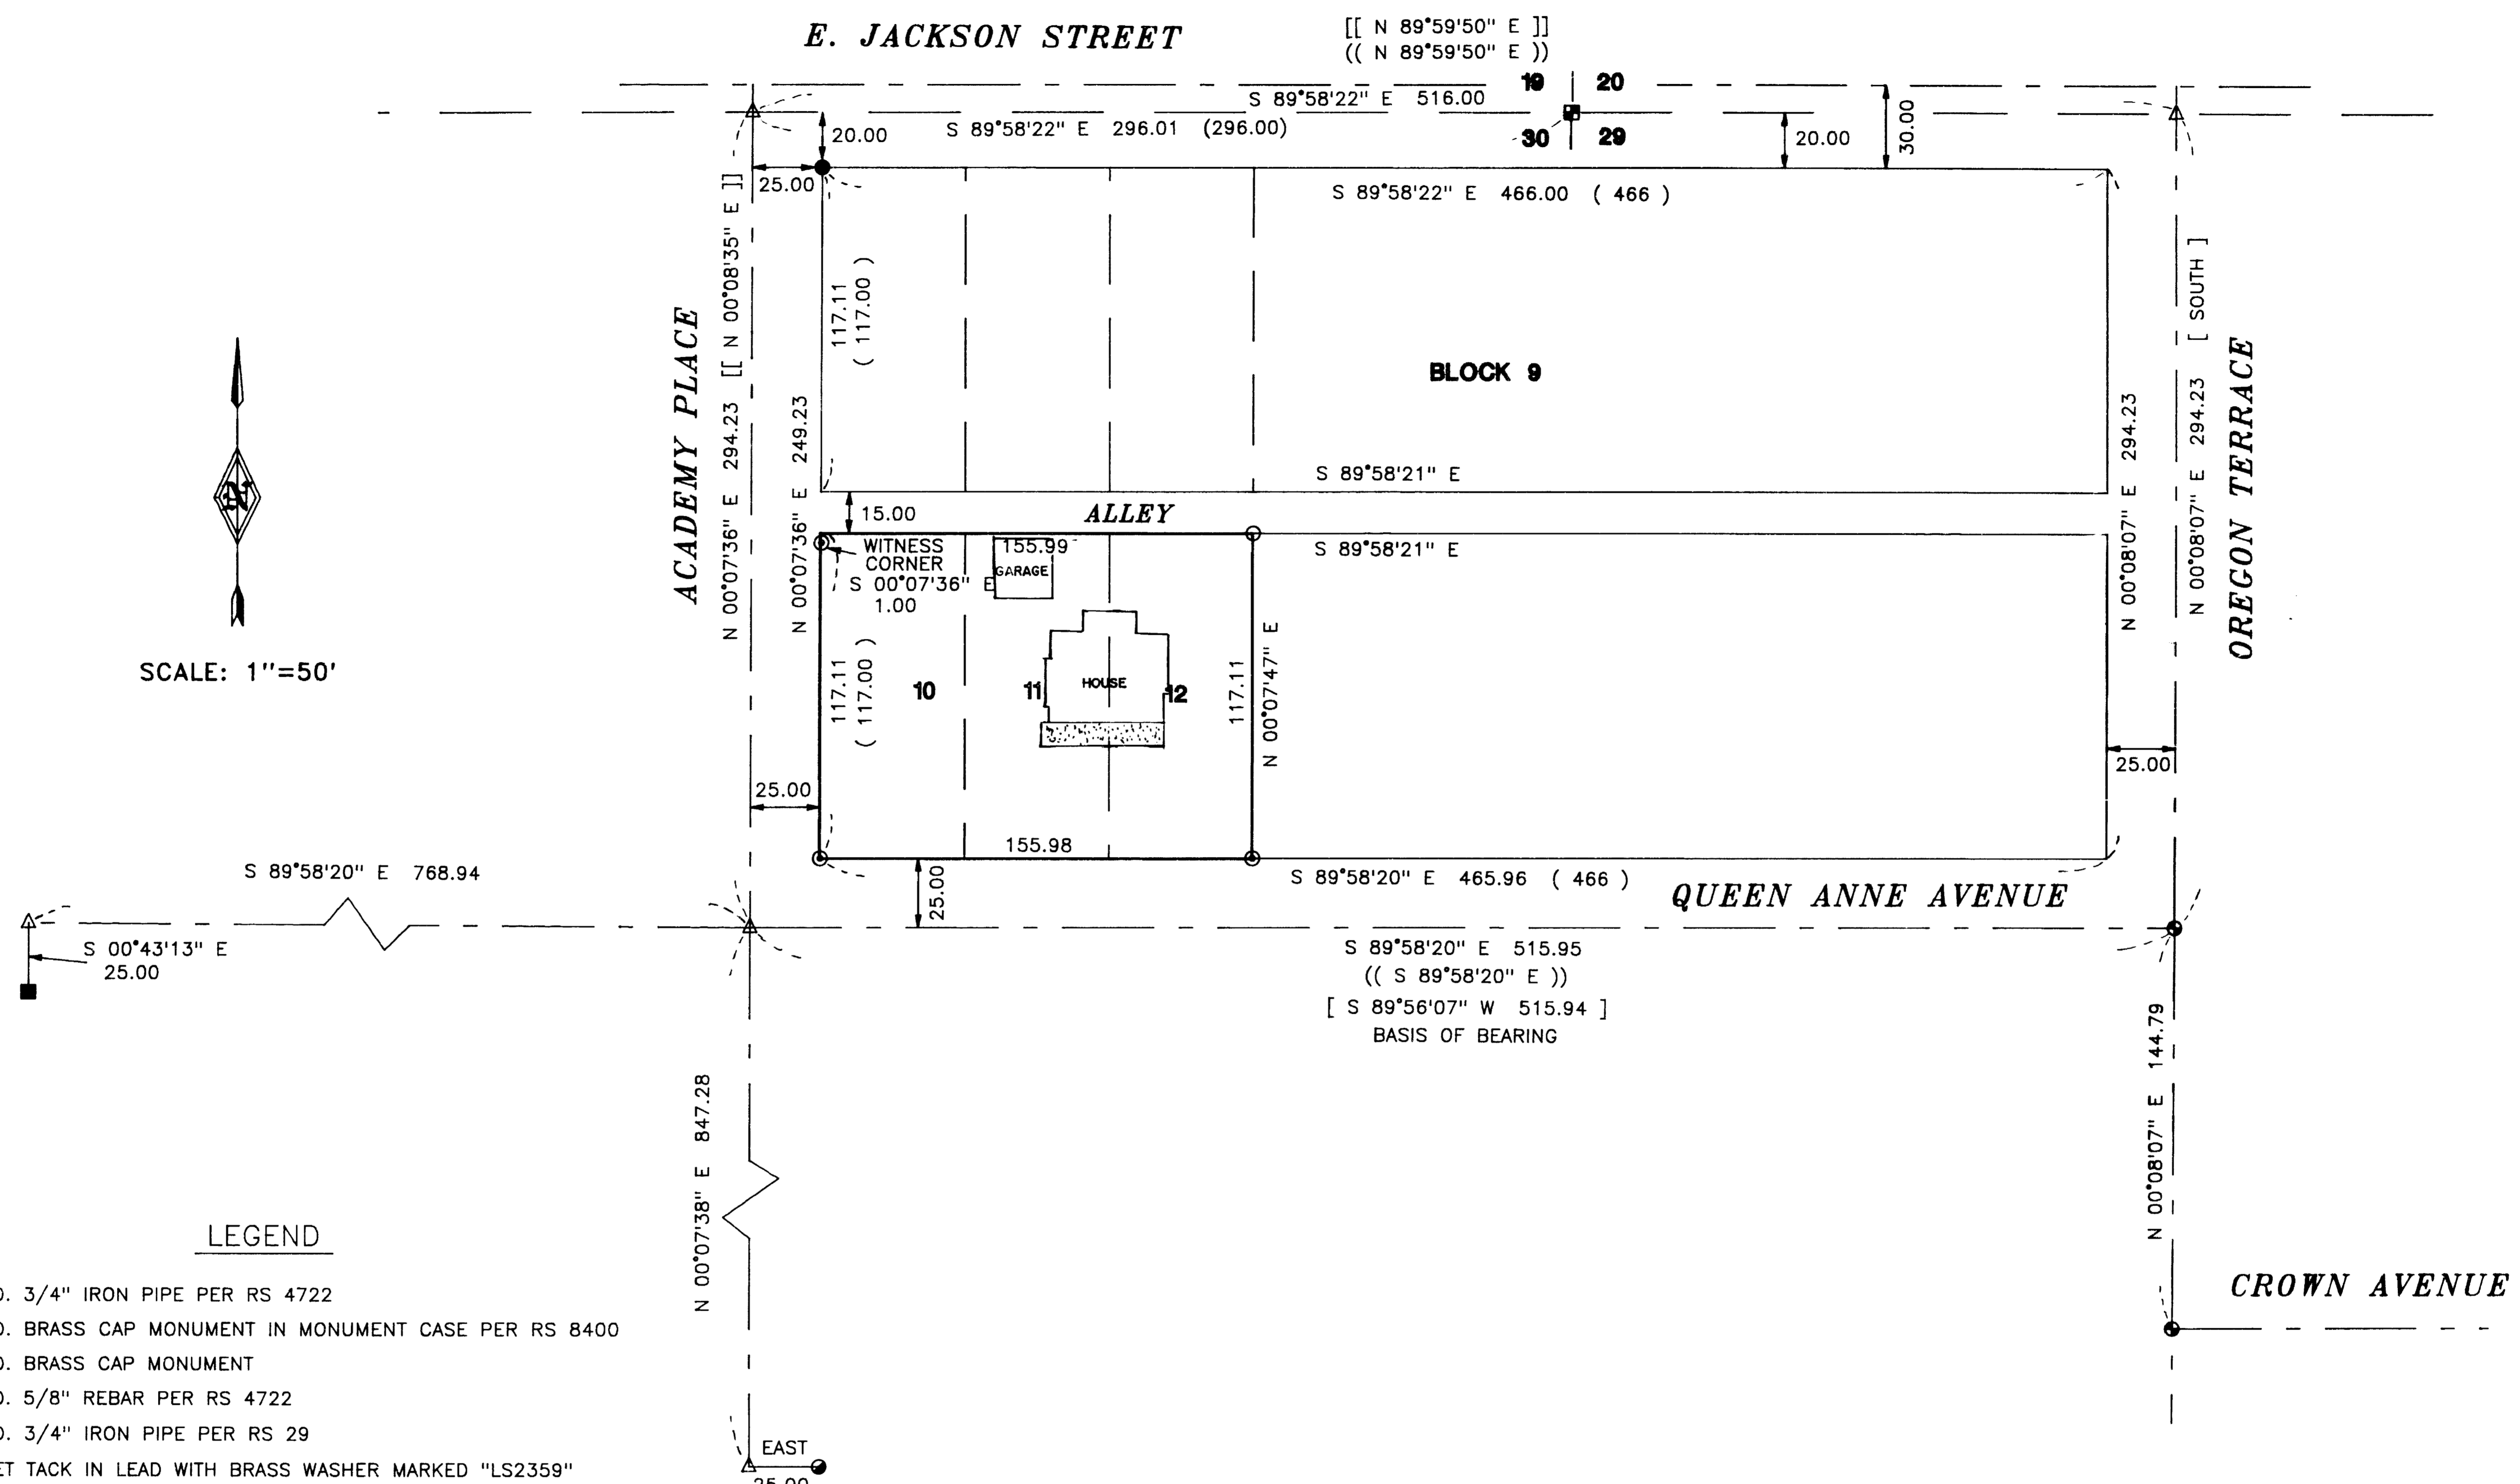 E. JACKSON STREET
[[ N 89°59'50" E ]]
(( N 89°59'50" E ))
19 20
S 89°58'22" E 516.00
S 89°58'22" E 296.01 (296.00)
30 29
20.00
20.00
30.00
25.00
S 89°58'22" E 466.00 ( 466 )
ACADEMY PLACE
N 00°07'36" E 294.23 [[ N 00°08'35" E ]]
N 00°07'36" E 249.23
117.11
( 117.00 )
BLOCK 9
N 00°08'07" E 294.23
N 00°08'07" E 294.23 [ SOUTH ]
OREGON TERRACE
S 89°58'21" E
15.00
ALLEY
WITNESS
CORNER
S 00°07'36" E
1.00
155.99
GARAGE
S 89°58'21" E
SCALE: 1"=50'
117.11
( 117.00 )
10
11
HOUSE
12
117.11
N 00°07'47" E
25.00
25.00
155.98
25.00
S 89°58'20" E 465.96 ( 466 )
QUEEN ANNE AVENUE
S 89°58'20" E 768.94
S 00°43'13" E
25.00
S 89°58'20" E 515.95
(( S 89°58'20" E ))
[ S 89°56'07" W 515.94 ]
BASIS OF BEARING
N 00°07'38" E 847.28
N 00°08'07" E 144.79
CROWN AVENUE
LEGEND
D. 3/4" IRON PIPE PER RS 4722
D. BRASS CAP MONUMENT IN MONUMENT CASE PER RS 8400
D. BRASS CAP MONUMENT
D. 5/8" REBAR PER RS 4722
D. 3/4" IRON PIPE PER RS 29
ET TACK IN LEAD WITH BRASS WASHER MARKED "LS2359"
EAST
25.00